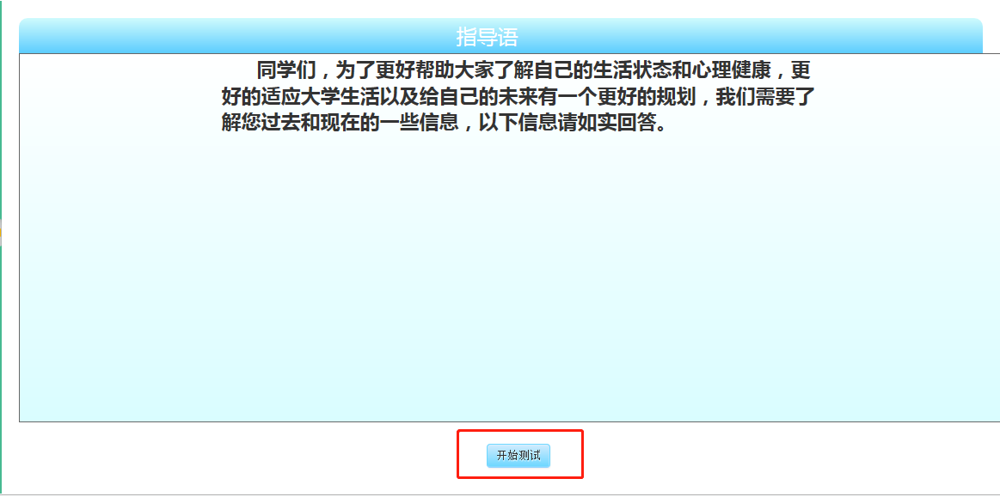 指导语
同学们，为了更好帮助大家了解自己的生活状态和心理健康，更
好的适应大学生活以及给自己的未来有一个更好的规划，我们需要了
解您过去和现在的一些信息，以下信息请如实回答。
开始测试